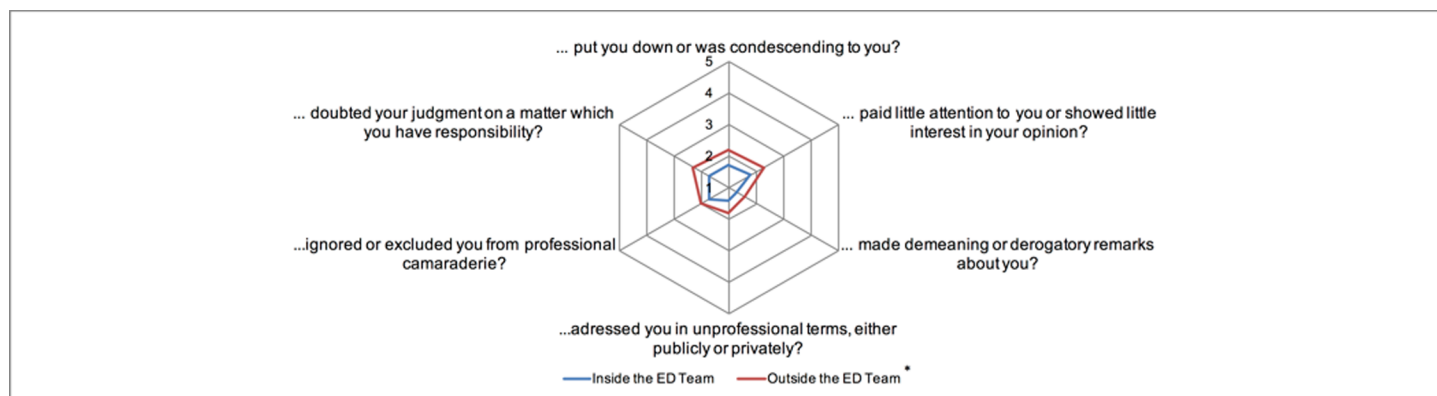 ... put you down or was condescending to you?
5
4
3
2
1
... doubted your judgment on a matter which
you have responsibility?
... paid little attention to you or showed little
interest in your opinion?
...ignored or excluded you from professional
camaraderie?
... made demeaning or derogatory remarks
about you?
...adressed you in unprofessional terms, either
publicly or privately?
Inside the ED Team
Outside the ED Team *